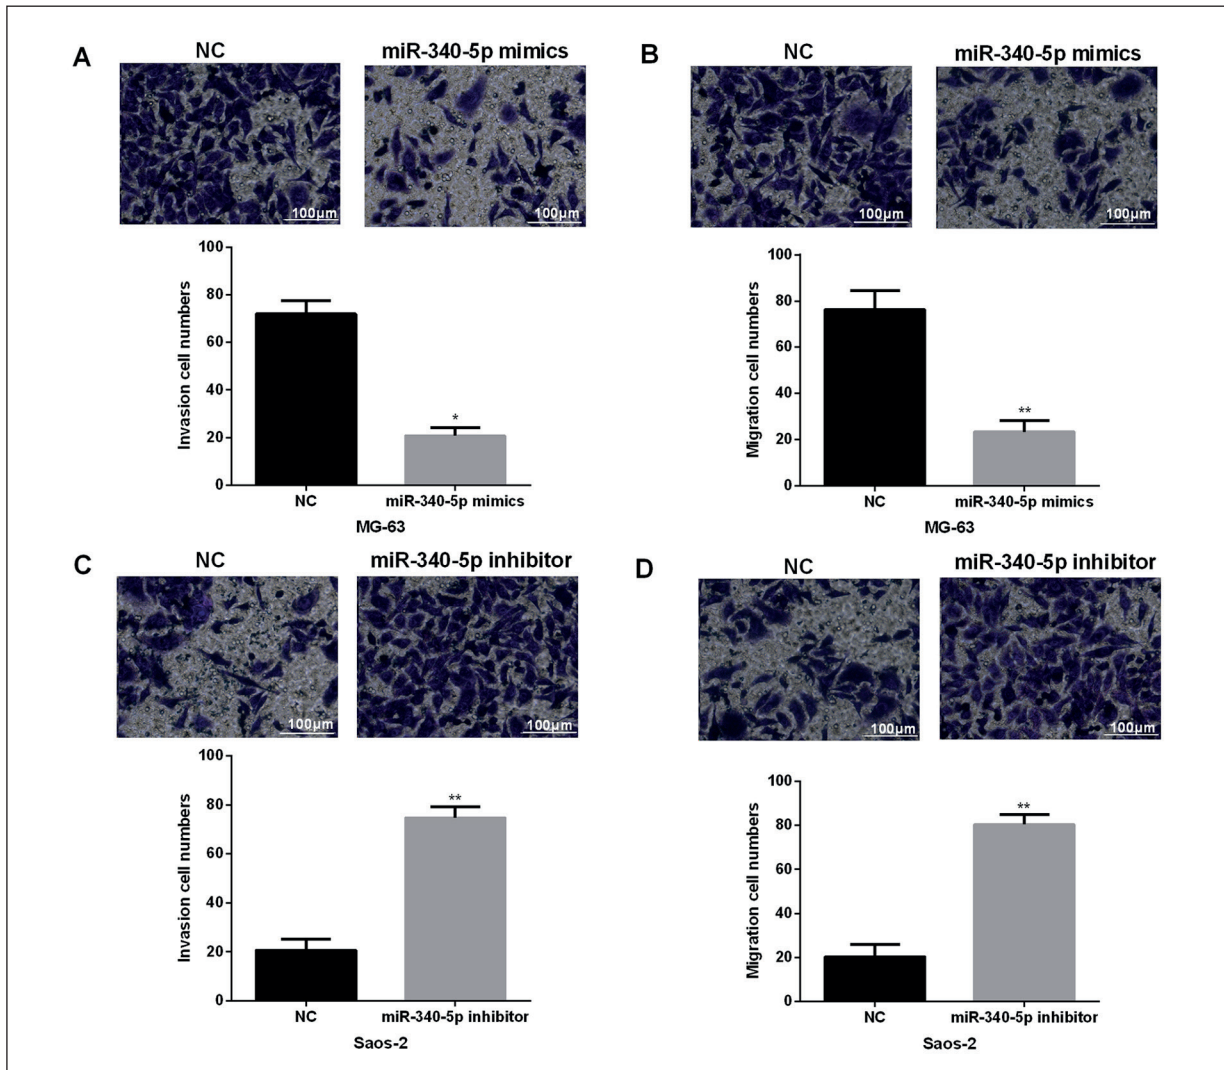 A
NC
miR-340-5p mimics
100µm
100µm
Invasion cell numbers
100
80
60
40
20
0
*
NC
miR-340-5p mimics
MG-63
B
NC
miR-340-5p mimics
100µm
100µm
Migration cell numbers
100
80
60
40
20
0
**
NC
miR-340-5p mimics
MG-63
C
NC
miR-340-5p inhibitor
100µm
100µm
Invasion cell numbers
100
80
60
40
20
0
**
NC
miR-340-5p inhibitor
Saos-2
D
NC
miR-340-5p inhibitor
100µm
100µm
Migration cell numbers
100
80
60
40
20
0
**
NC
miR-340-5p inhibitor
Saos-2